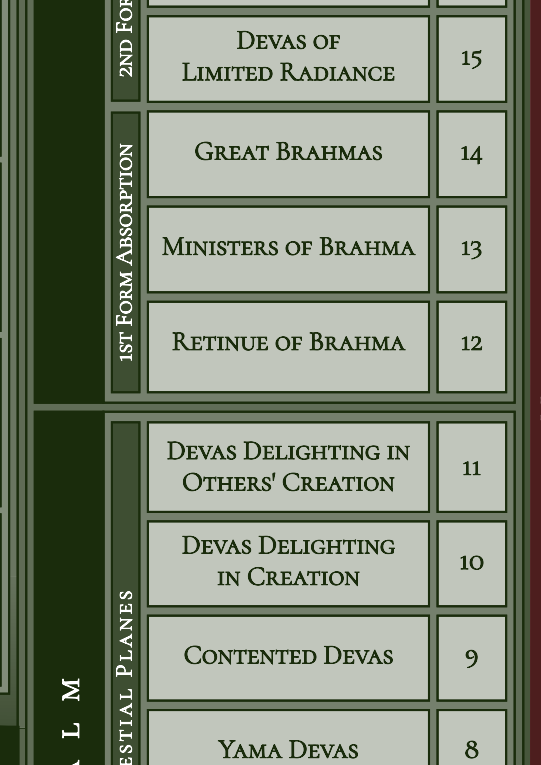 2ND FOR
DEVAS OF
LIMITED RADIANCE
15
1ST FORM ABSORPTION
GREAT BRAHMAS
14
MINISTERS OF BRAHMA
13
RETINUE OF BRAHMA
12
DEVAS DELIGHTING IN
OTHERS' CREATION
11
DEVAS DELIGHTING
IN CREATION
10
ESTIAL PLANES
CONTENTED DEVAS
9
L M
YAMA DEVAS
8